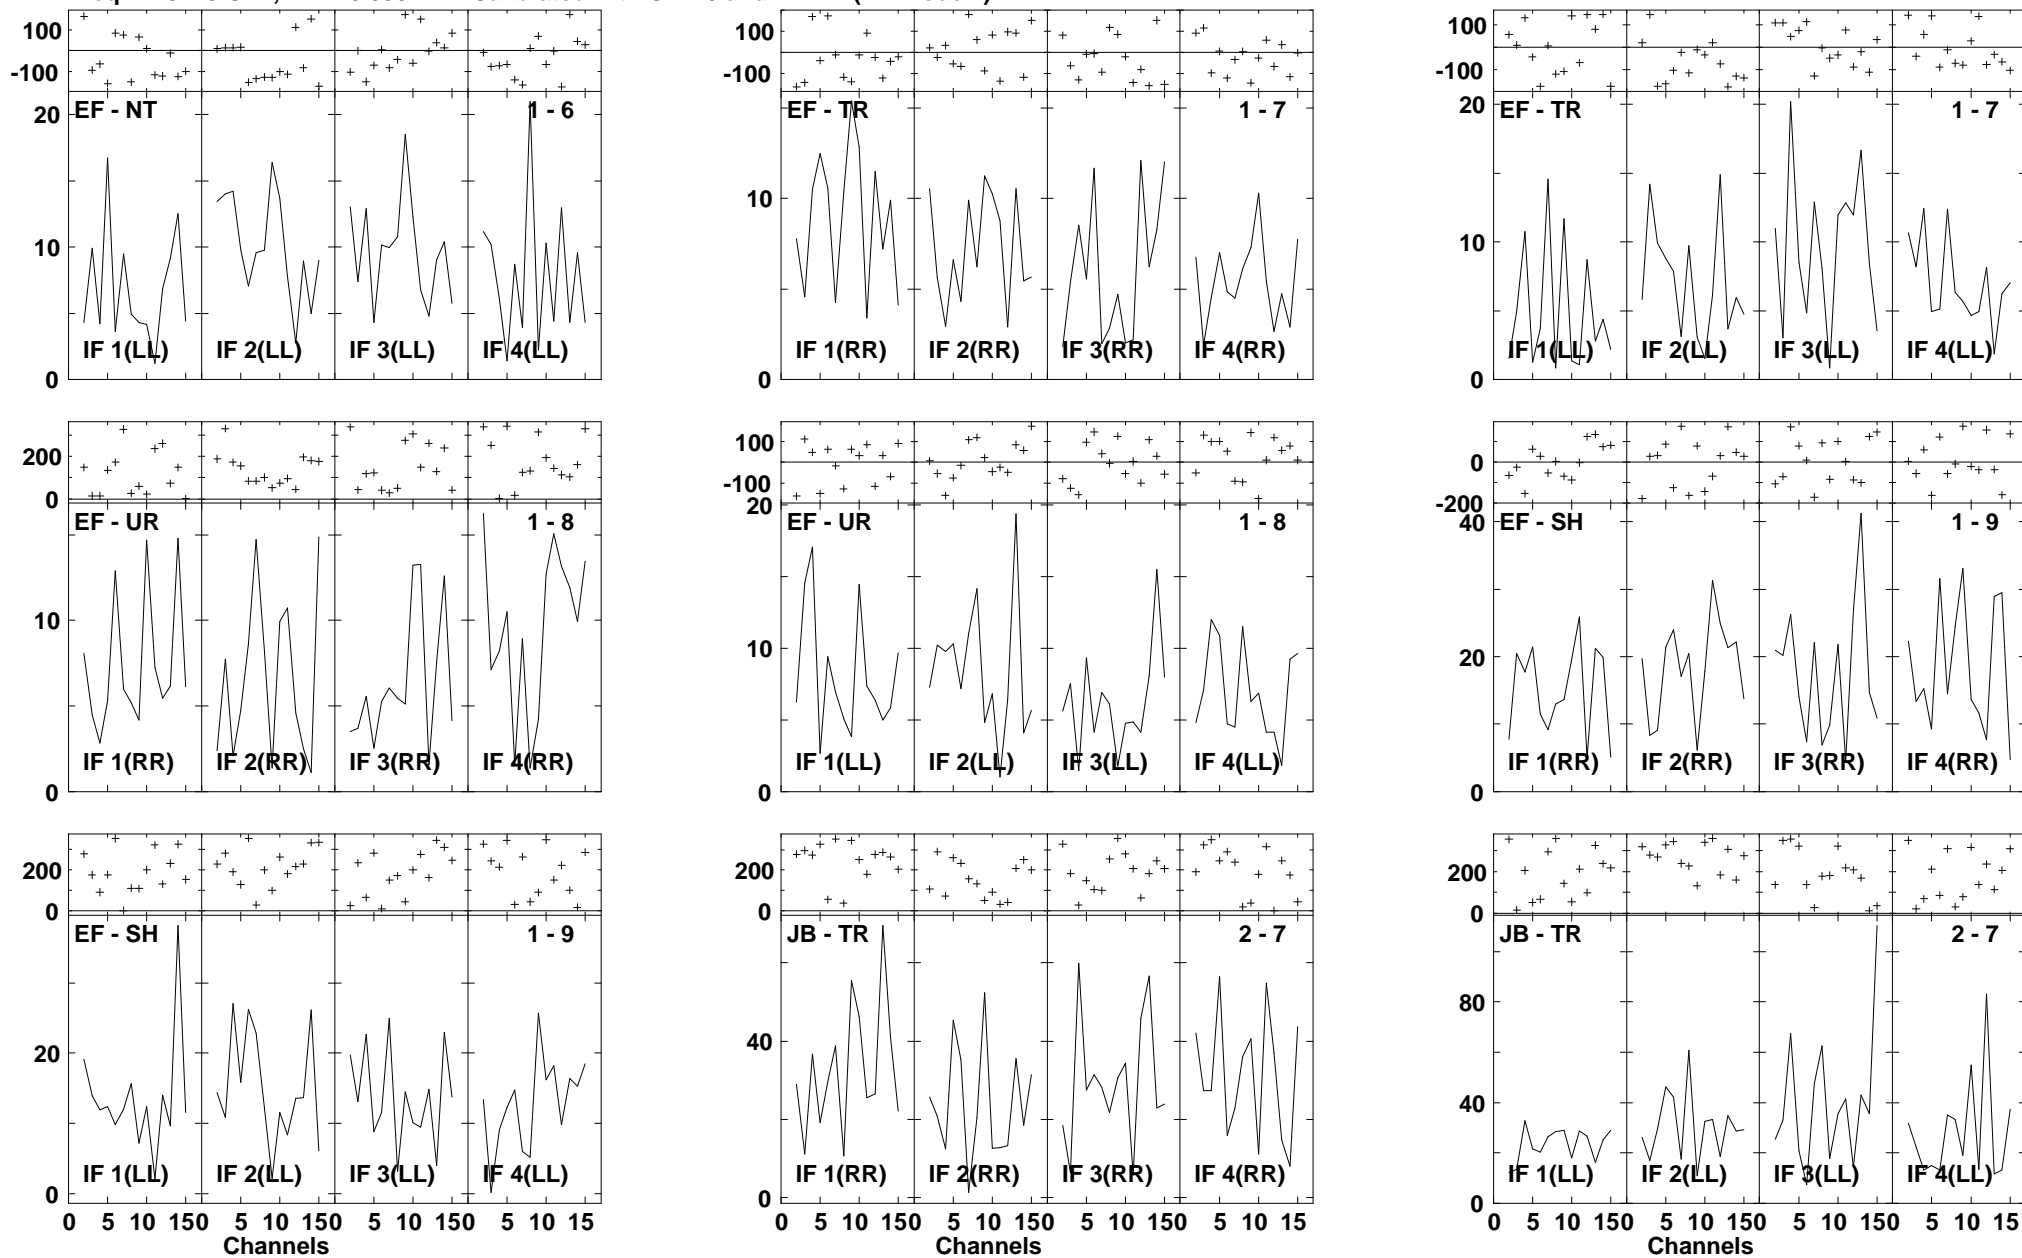 100
-100
EF - NT 1 - 6
20
10
0
IF 1(LL) IF 2(LL) IF 3(LL) IF 4(LL)
100
-100
EF - TR 1 - 7
10
0
IF 1(RR) IF 2(RR) IF 3(RR) IF 4(RR)
100
-100
EF - TR 1 - 7
20
10
0
IF 1(LL) IF 2(LL) IF 3(LL) IF 4(LL)
200
0
EF - UR 1 - 8
10
0
IF 1(RR) IF 2(RR) IF 3(RR) IF 4(RR)
100
-100
EF - UR 1 - 8
20
10
0
IF 1(LL) IF 2(LL) IF 3(LL) IF 4(LL)
200
0
-200
EF - SH 1 - 9
40
20
0
IF 1(RR) IF 2(RR) IF 3(RR) IF 4(RR)
200
0
EF - SH 1 - 9
20
0
IF 1(LL) IF 2(LL) IF 3(LL) IF 4(LL)
0 5 10 150 5 10 150 5 10 150 5 10 15
Channels
200
0
JB - TR 2 - 7
40
0
IF 1(RR) IF 2(RR) IF 3(RR) IF 4(RR)
0 5 10 150 5 10 150 5 10 150 5 10 15
Channels
200
0
JB - TR 2 - 7
80
40
0
IF 1(LL) IF 2(LL) IF 3(LL) IF 4(LL)
0 5 10 150 5 10 150 5 10 150 5 10 15
Channels